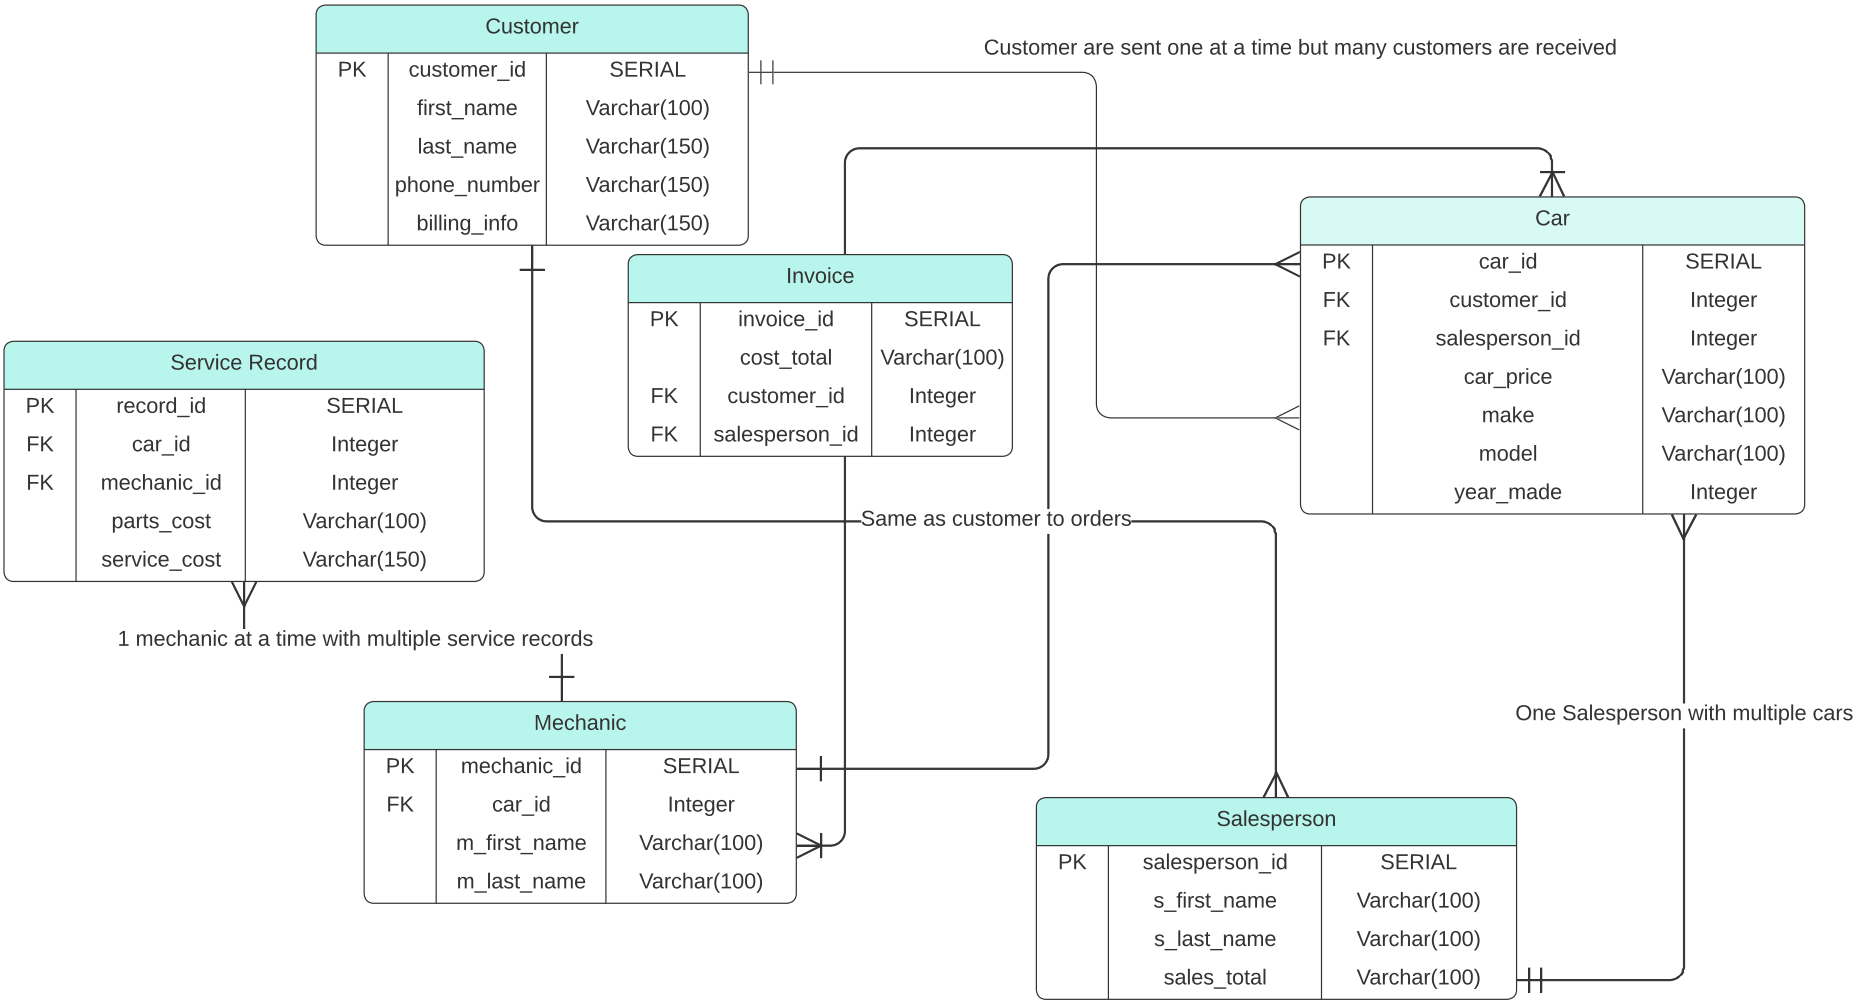 Customer
PK customer_id SERIAL
first_name Varchar(100)
last_name Varchar(150)
phone_number Varchar(150)
billing_info Varchar(150)
Customer are sent one at a time but many customers are received
Invoice
PK invoice_id SERIAL
cost_total Varchar(100)
FK customer_id Integer
FK salesperson_id Integer
Car
PK car_id SERIAL
FK customer_id Integer
FK salesperson_id Integer
car_price Varchar(100)
make Varchar(100)
model Varchar(100)
year_made Integer
Service Record
PK record_id SERIAL
FK car_id Integer
FK mechanic_id Integer
parts_cost Varchar(100)
service_cost Varchar(150)
Same as customer to orders
1 mechanic at a time with multiple service records
Mechanic
PK mechanic_id SERIAL
FK car_id Integer
m_first_name Varchar(100)
m_last_name Varchar(100)
One Salesperson with multiple cars
Salesperson
PK salesperson_id SERIAL
s_first_name Varchar(100)
s_last_name Varchar(100)
sales_total Varchar(100)